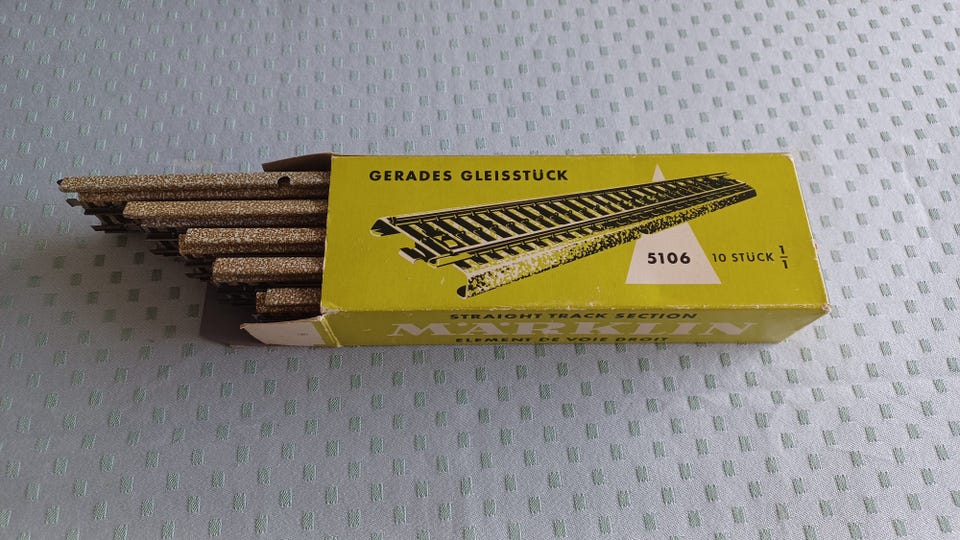 GERADES GLEISSTÜCK
5106
10 STÜCK 1/1
STRAIGHT TRACK SECTION
MÄRKLIN
ELEMENT DE VOIE DROIT